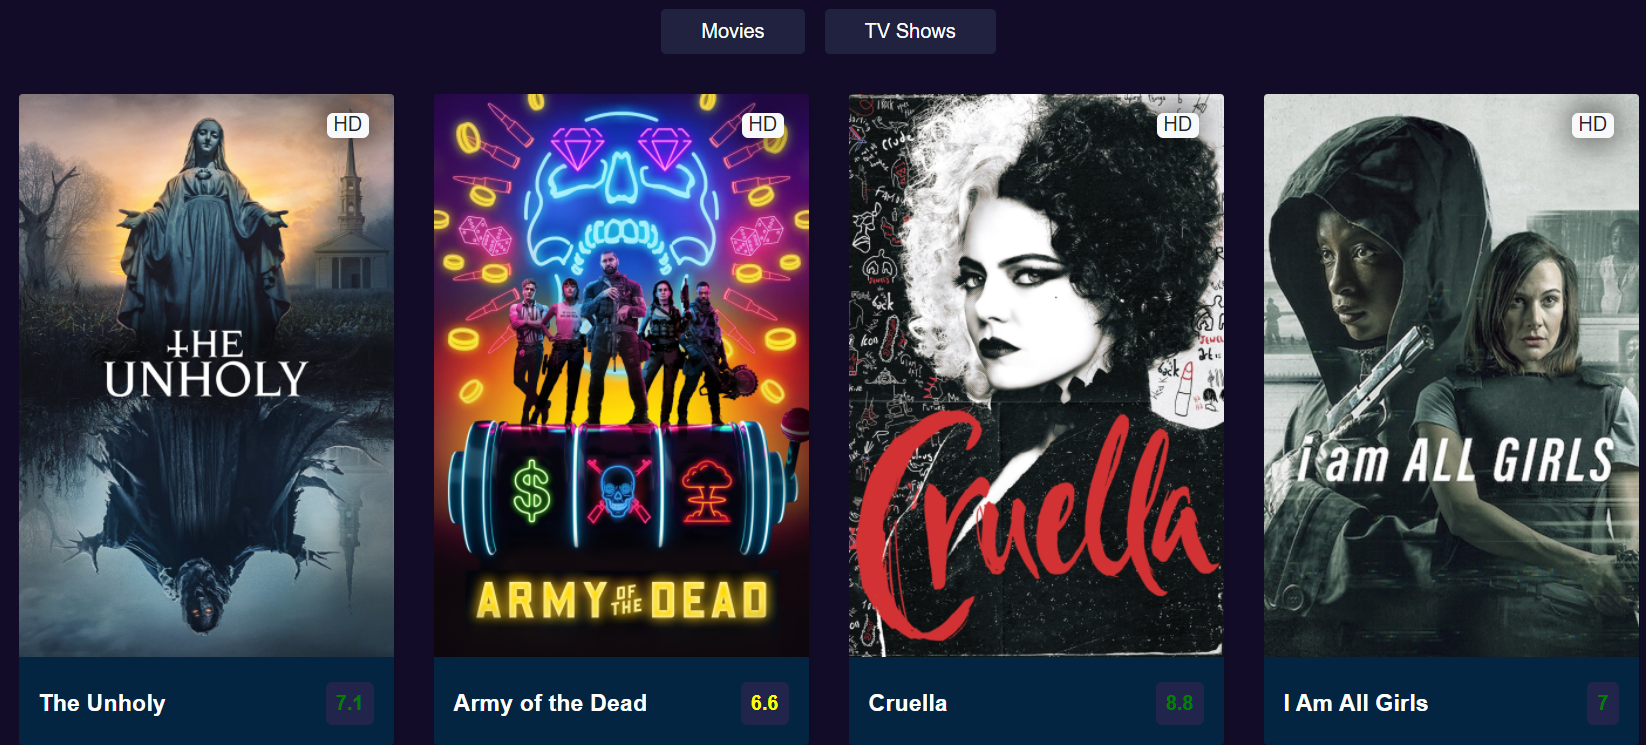 Movies
TV Shows
HD
HD
HD
HD
THE
UNHOLY
ARMY OF THE DEAD
Cruella
i am ALL GIRLS
The Unholy
7.1
Army of the Dead
6.6
Cruella
8.8
I Am All Girls
7